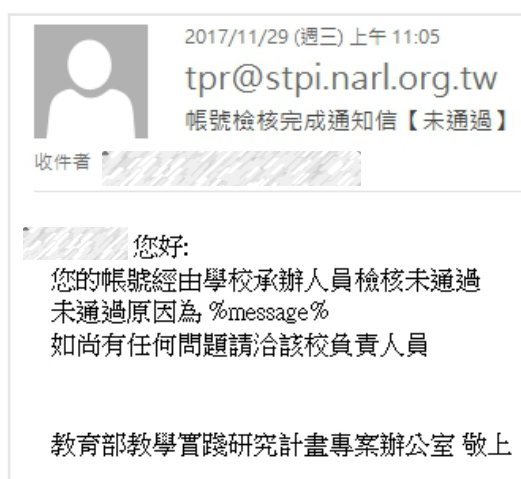 2017/11/29 (週三) 上午 11:05
tpr@stpi.narl.org.tw
帳號檢核完成通知信【未通過】
收件者
您好:
您的帳號經由學校承辦人員檢核未通過
未通過原因為 %message%
如尚有任何問題請洽該校負責人員
教育部教學實踐研究計畫專案辦公室 敬上